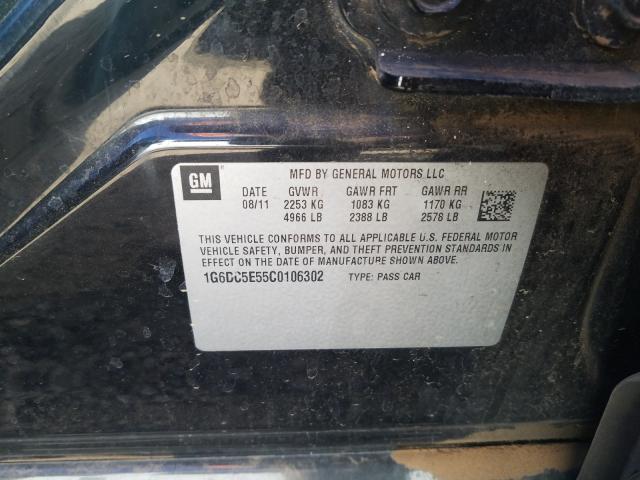 GM
MFD BY GENERAL MOTORS LLC
DATE GVWR GAWR FRT GAWR RR
08/11 2253 KG 1083 KG 1170 KG
4966 LB 2388 LB 2578 LB
THIS VEHICLE CONFORMS TO ALL APPLICABLE U.S. FEDERAL MOTOR
VEHICLE SAFETY, BUMPER, AND THEFT PREVENTION STANDARDS IN
EFFECT ON THE DATE OF MANUFACTURE SHOWN ABOVE.
1G6DC5E55C0106302 TYPE: PASS CAR